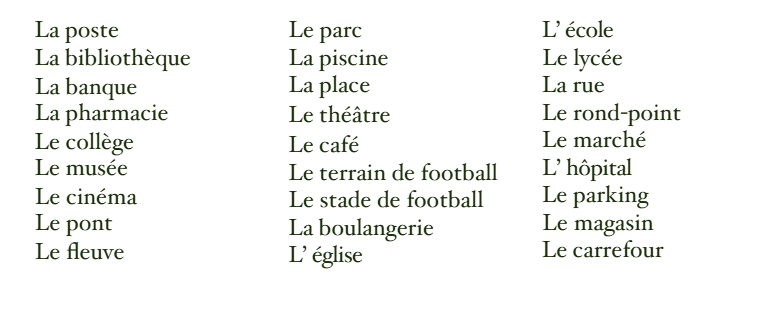 La poste
La bibliothèque
La banque
La pharmacie
Le collège
Le musée
Le cinéma
Le pont
Le fleuve
Le parc
La piscine
La place
Le théâtre
Le café
Le terrain de football
Le stade de football
La boulangerie
L’ église
L’ école
Le lycée
La rue
Le rond-point
Le marché
L’ hôpital
Le parking
Le magasin
Le carrefour